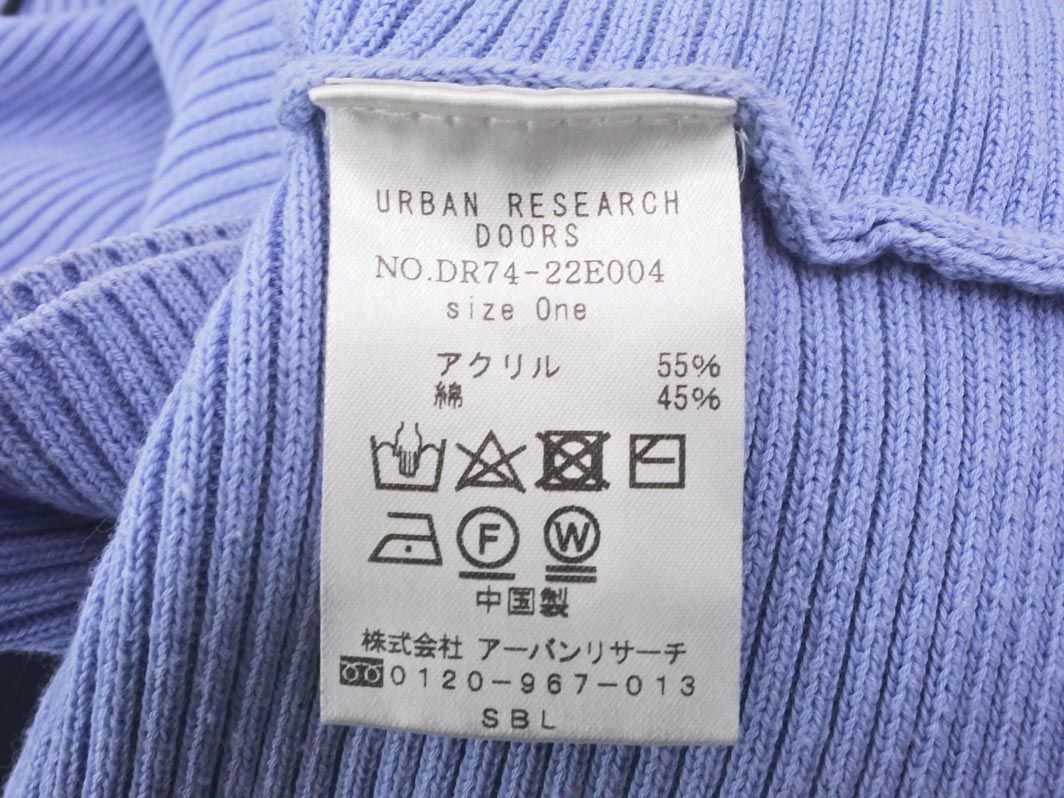 URBAN RESEARCH
DOORS
NO.DR74-22E004
size One
アクリル 55%
綿 45%
F W
中国製
株式会社 アーバンリサーチ
0120-967-013
SBL